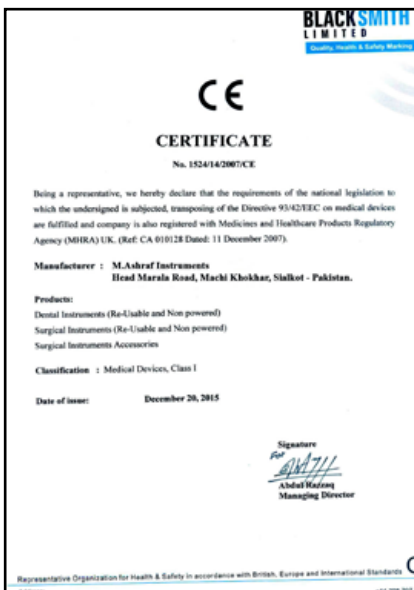 BLACKSMITH
LIMITED
Quality, Health & Safety Marking
CE
CERTIFICATE
No. 1524/14/2007/CE
Being a representative, we hereby declare that the requirements of the national legislation to
which the undersigned is subjected, transposing of the Directive 93/42/EEC on medical devices
are fulfilled and company is also registered with Medicines and Healthcare Products Regulatory
Agency (MHRA) UK. (Ref: CA 010128 Dated: 11 December 2007).
Manufacturer : M.Ashraf Instruments
Head Marala Road, Machi Khokhar, Sialkot - Pakistan.
Products:
Dental Instruments (Re-Usable and Non powered)
Surgical Instruments (Re-Usable and Non powered)
Surgical Instruments Accessories
Classification : Medical Devices, Class I
Date of issue: December 20, 2015
Signature
For
Abdul Razzaq
Managing Director
Representative Organization for Health & Safety in accordance with British, Europe and International Standards